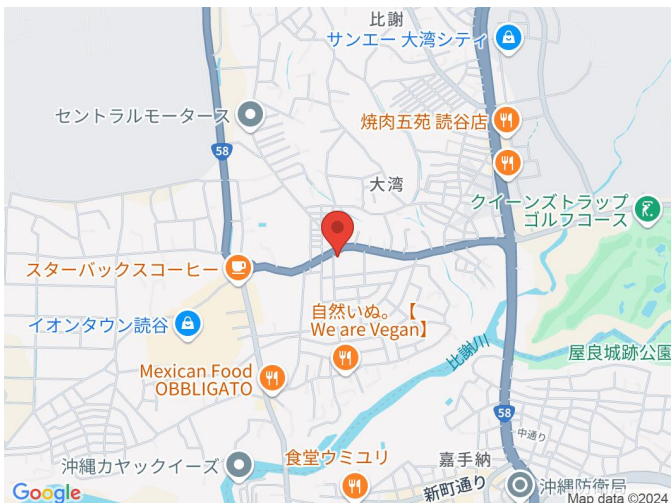 比謝
サンエー 大湾シティ
セントラルモータース
焼肉五苑 読谷店
58
大湾
クイーンズトラップ
ゴルフコース
スターバックスコーヒー
イオンタウン読谷
自然いぬ。【
We are Vegan】
比謝川
屋良城跡公園
Mexican Food
OBBLIGATO
58
中通り
嘉手納
沖縄カヤックイーズ
食堂ウミユリ
新町通り
沖縄防衛局
Google
Map data ©2024